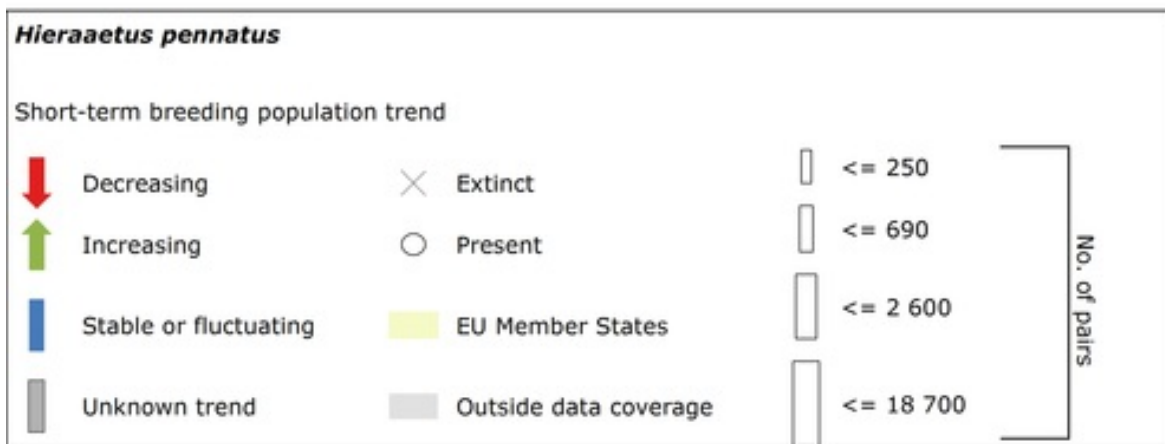 Hieraaetus pennatus
Short-term breeding population trend
Decreasing
Increasing
Stable or fluctuating
Unknown trend
Extinct
Present
EU Member States
Outside data coverage
<= 250
<= 690
<= 2 600
<= 18 700
No. of pairs